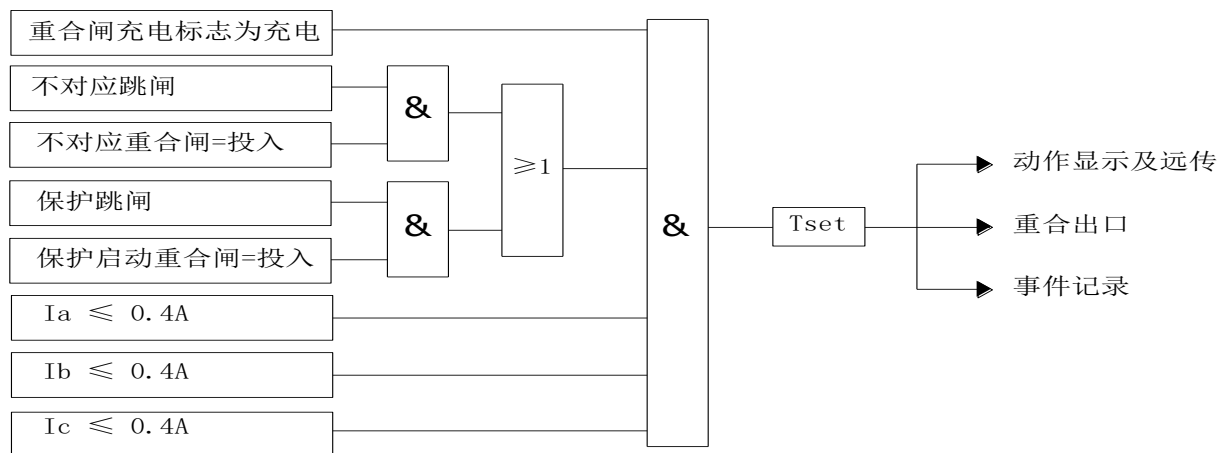 重合闸充电标志为充电
不对应跳闸
不对应重合闸=投入
&
保护跳闸
保护启动重合闸=投入
&
≥1
Ia ≤ 0.4A
Ib ≤ 0.4A
Ic ≤ 0.4A
&
Tset
动作显示及远传
重合出口
事件记录